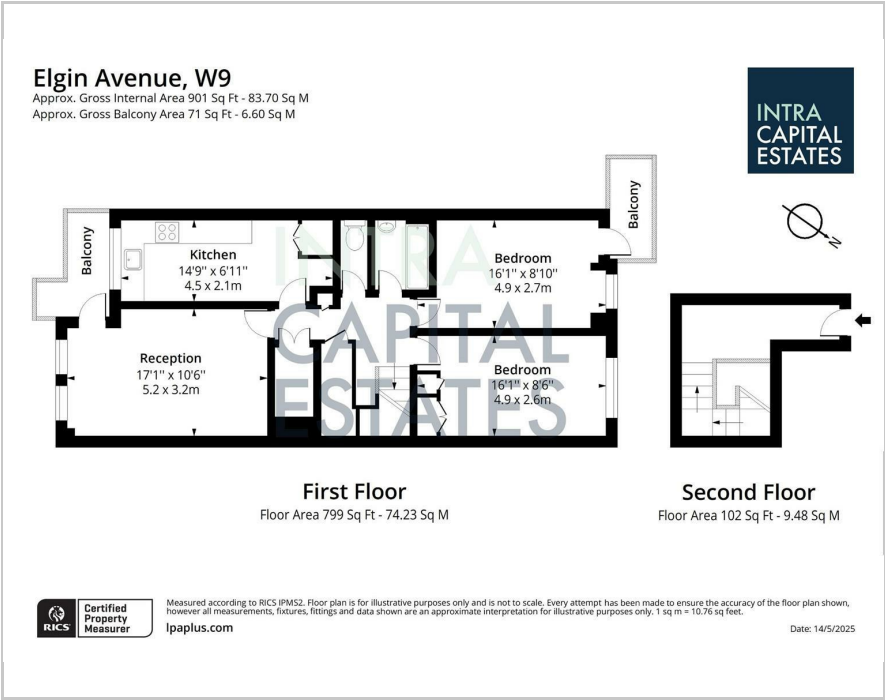 Elgin Avenue, W9
Approx. Gross Internal Area 901 Sq Ft - 83.70 Sq M
Approx. Gross Balcony Area 71 Sq Ft - 6.60 Sq M
INTRA
CAPITAL
ESTATES
N
Balcony
Kitchen
14'9'' x 6'11''
4.5 x 2.1m
Balcony
Bedroom
16'1'' x 8'10''
4.9 x 2.7m
Reception
17'1'' x 10'6''
5.2 x 3.2m
Bedroom
16'1'' x 8'6''
4.9 x 2.6m
INTRA
CAPITAL
ESTATES
First Floor
Floor Area 799 Sq Ft - 74.23 Sq M
Second Floor
Floor Area 102 Sq Ft - 9.48 Sq M
RICS
Certified
Property
Measurer
Measured according to RICS IPMS2. Floor plan is for illustrative purposes only and is not to scale. Every attempt has been made to ensure the accuracy of the floor plan shown,
however all measurements, fixtures, fittings and data shown are an approximate interpretation for illustrative purposes only. 1 sq m = 10.76 sq feet.
lpaplus.com
Date: 14/5/2025